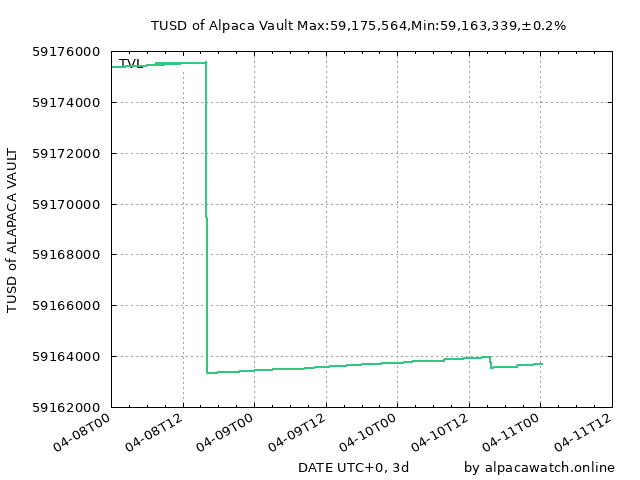 TUSD of Alpaca Vault Max:59,175,564,Min:59,163,339,±0.2%
59176000
TVL
59174000
59172000
59170000
59168000
59166000
59164000
59162000
TUSD of ALAPACA VAULT
04-08T00
04-08T12
04-09T00
04-09T12
04-10T00
04-10T12
04-11T00
04-11T12
DATE UTC+0, 3d
by alpacawatch.online